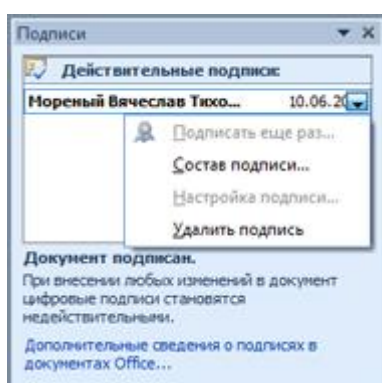 Подписи
Действительные подписи:
Мореный Вячеслав Тихо... 10.06.20
Подписать еще раз...
Состав подписи...
Настройка подписи...
Удалить подпись
Документ подписан.
При внесении любых изменений в документ
цифровые подписи становятся
недействительными.
Дополнительные сведения о подписях в
документах Office...